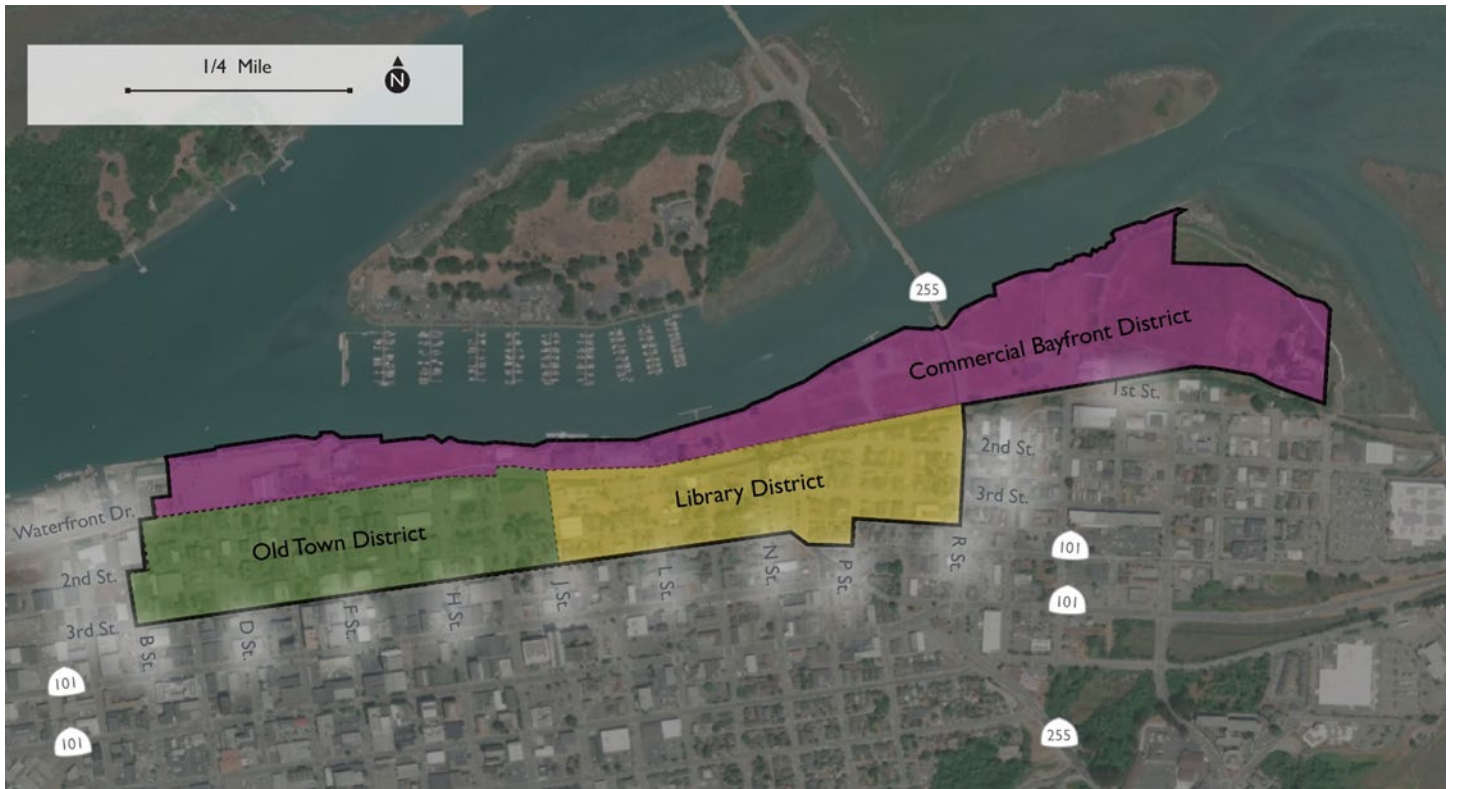 1/4 Mile
N
255
Commercial Bayfront District
1st St.
2nd St.
Library District
3rd St.
Waterfront Dr.
Old Town District
2nd St.
3rd St.
B St.
D St.
F St.
H St.
J St.
L St.
N St.
P St.
R St.
101
101
101
101
255